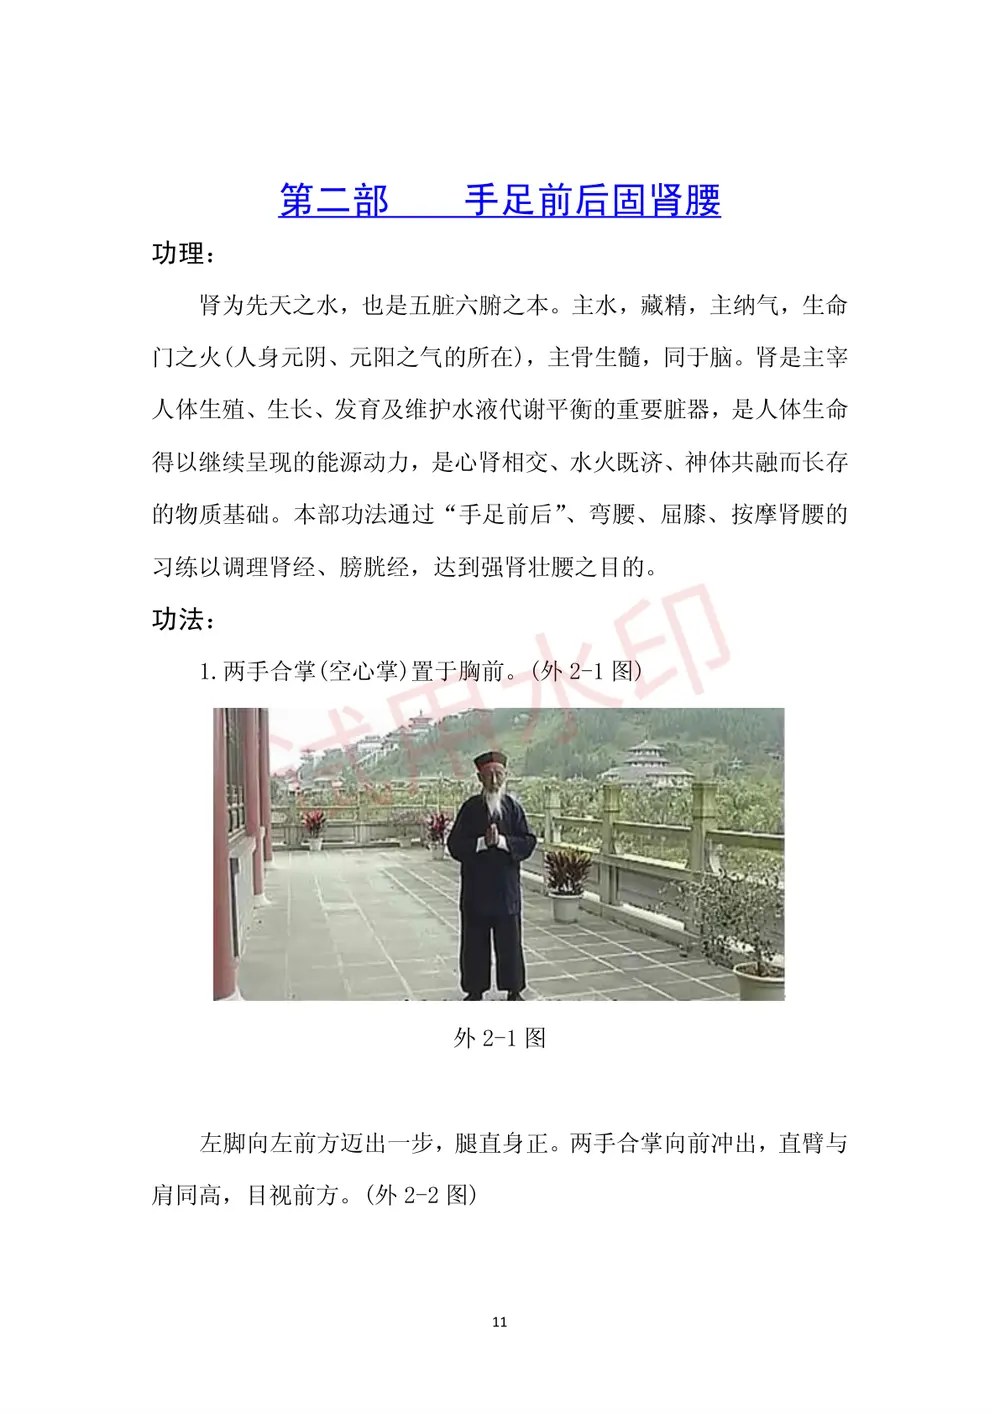 第二部    手足前后固肾腰
功理：
肾为先天之水，也是五脏六腑之本。主水，藏精，主纳气，生命
门之火(人身元阴、元阳之气的所在)，主骨生髓，同于脑。肾是主宰
人体生殖、生长、发育及维护水液代谢平衡的重要脏器，是人体生命
得以继续呈现的能源动力，是心肾相交、水火既济、神体共融而长存
的物质基础。本部功法通过“手足前后”、弯腰、屈膝、按摩肾腰的
习练以调理肾经、膀胱经，达到强肾壮腰之目的。
功法：
1.两手合掌(空心掌)置于胸前。(外 2-1 图)
试用水印
外 2-1 图
左脚向左前方迈出一步，腿直身正。两手合掌向前冲出，直臂与
肩同高，目视前方。(外 2-2 图)
11